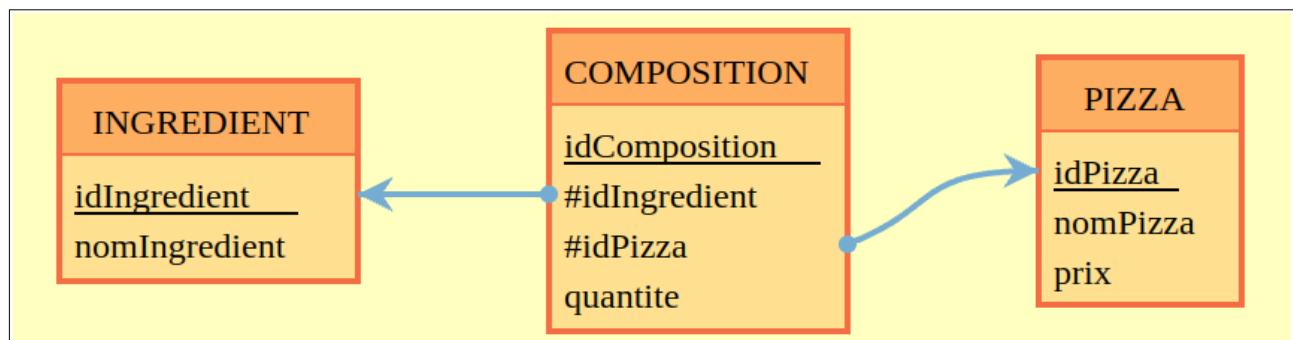 INGREDIENT
idIngredient
nomIngredient
COMPOSITION
idComposition
#idIngredient
#idPizza
quantite
PIZZA
idPizza
nomPizza
prix